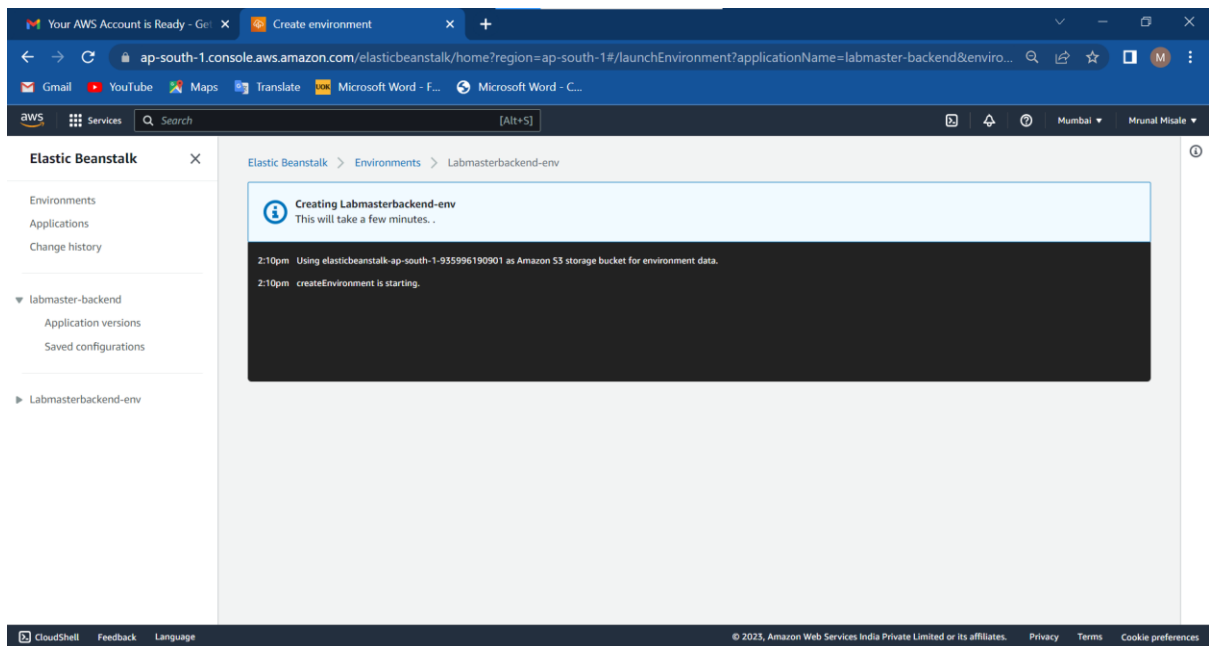 Your AWS Account is Ready - Get
Create environment
ap-south-1.console.aws.amazon.com/elasticbeanstalk/home?region=ap-south-1#/launchEnvironment?applicationName=labmaster-backend&enviro...
M
Gmail YouTube Maps Translate UOK Microsoft Word - F... Microsoft Word - C...
aws Services Search [Alt+S] Mumbai Mrunal Misale
Elastic Beanstalk
Environments
Applications
Change history
labmaster-backend
Application versions
Saved configurations
Labmasterbackend-env
Elastic Beanstalk > Environments > Labmasterbackend-env
Creating Labmasterbackend-env
This will take a few minutes. .
2:10pm Using elasticbeanstalk-ap-south-1-935996190901 as Amazon S3 storage bucket for environment data.
2:10pm createEnvironment is starting.
CloudShell Feedback Language © 2023, Amazon Web Services India Private Limited or its affiliates. Privacy Terms Cookie preferences